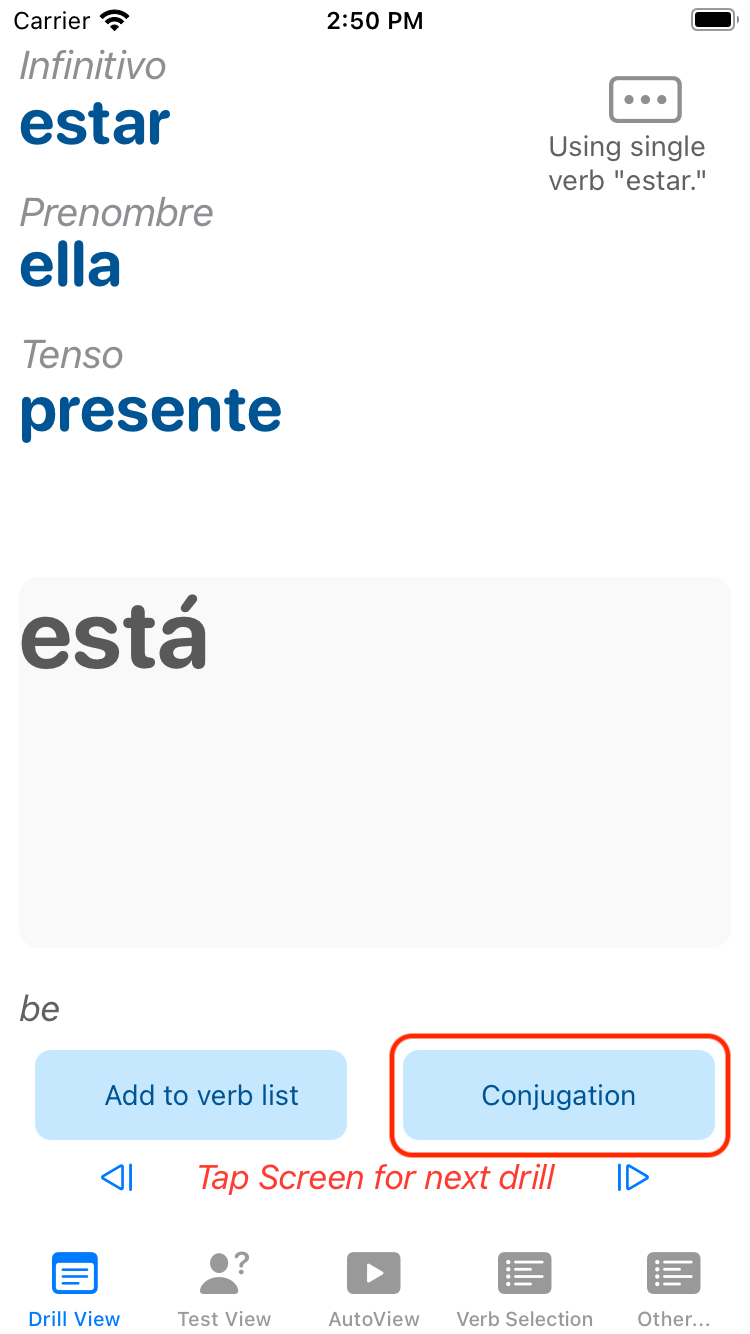 Carrier 2:50 PM
Infinitivo
estar
Using single
verb "estar."
Prenombre
ella
Tenso
presente
está
be
Add to verb list
Conjugation
Tap Screen for next drill
Drill View
Test View
AutoView
Verb Selection
Other...